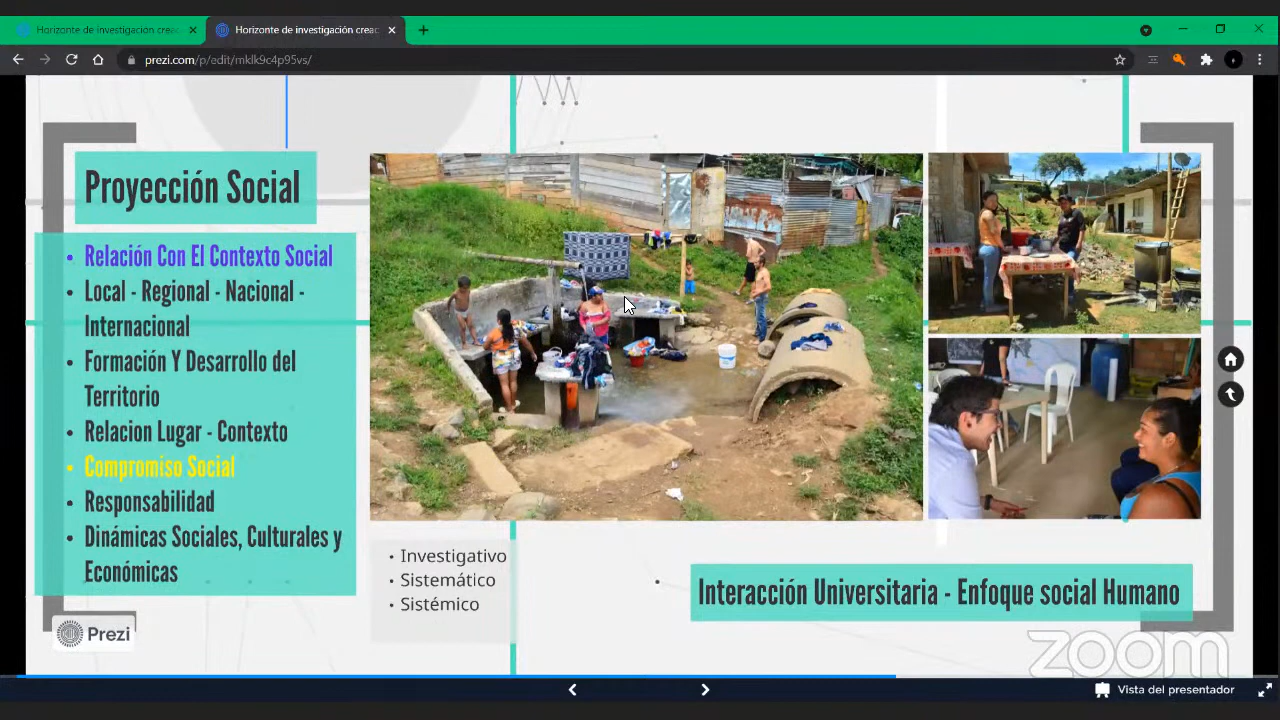 Horizonte de investigación creac
Horizonte de investigación creac
prezi.com/p/edit/mklk9c4p95vs/
Proyección Social
• Relación Con El Contexto Social
• Local - Regional - Nacional -
Internacional
• Formación Y Desarrollo del
Territorio
• Relacion Lugar - Contexto
• Compromiso Social
• Responsabilidad
• Dinámicas Sociales, Culturales y
Económicas
• Investigativo
• Sistemático
• Sistémico
• Interacción Universitaria - Enfoque social Humano
Prezi
zoom
Vista del presentador